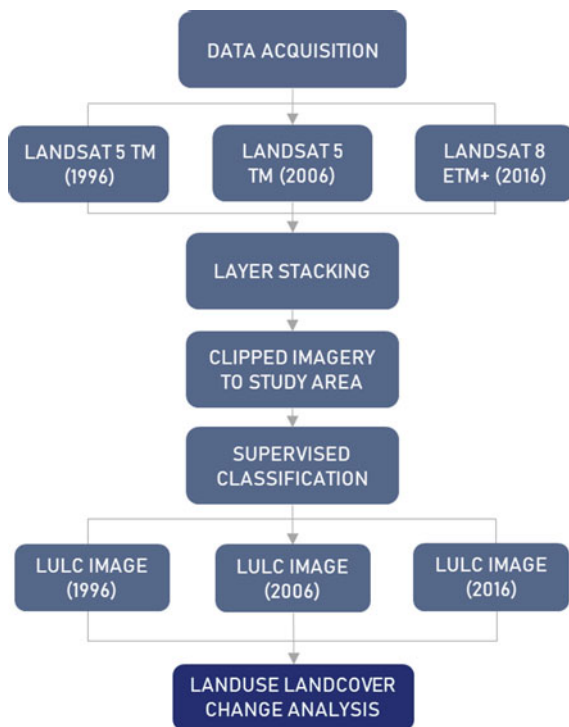 DATA ACQUISITION
LANDSAT 5 TM
(1996)
LANDSAT 5
TM (2006)
LANDSAT 8
ETM+ (2016)
LAYER STACKING
CLIPPED IMAGERY
TO STUDY AREA
SUPERVISED
CLASSIFICATION
LULC IMAGE
(1996)
LULC IMAGE
(2006)
LULC IMAGE
(2016)
LANDUSE LANDCOVER
CHANGE ANALYSIS